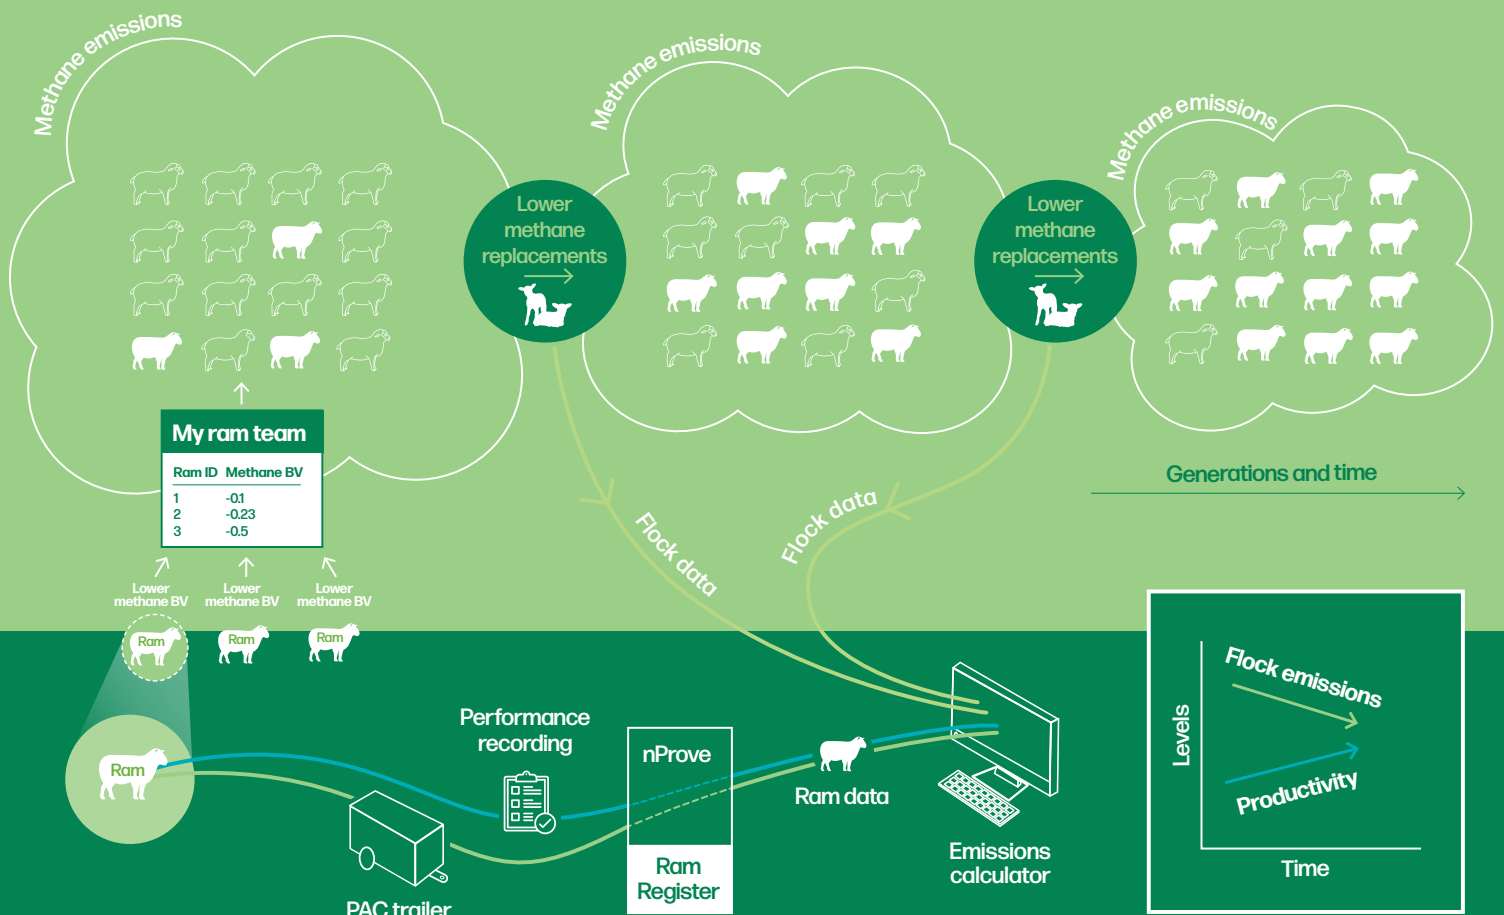 Methane emissions
Methane emissions
Methane emissions
Lower
methane
replacements
Lower
methane
replacements
My ram team
Ram ID Methane BV
1 -0.1
2 -0.23
3 -0.5
Generations and time
Flock data
Flock data
Lower
methane BV
Lower
methane BV
Lower
methane BV
Ram
Ram
Ram
Ram
Performance
recording
nProve
Ram data
Ram
Register
PAC trailer
Emissions
calculator
Flock emissions
Levels
Productivity
Time